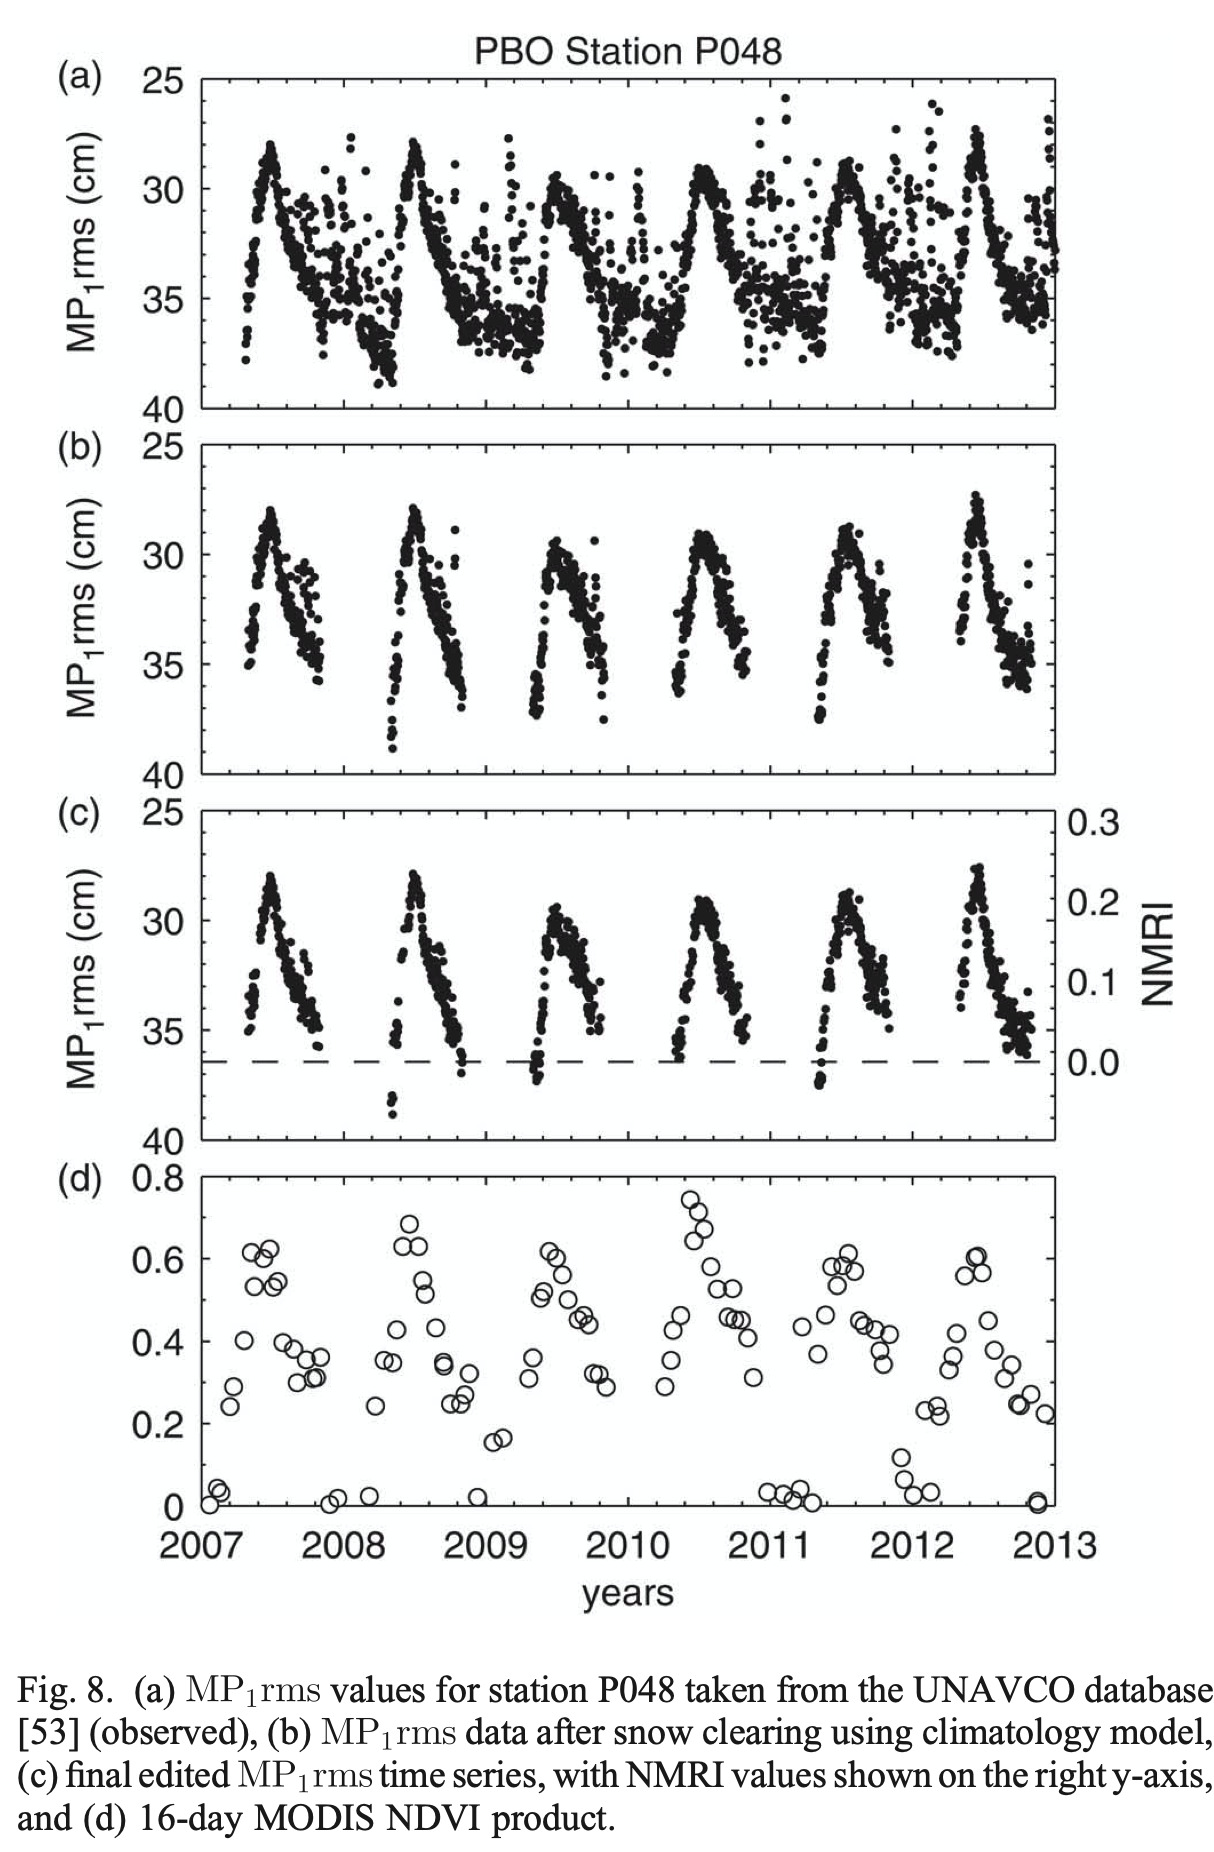 PBO Station P048
(a)
25
30
35
40
MP1rms (cm)
(b)
25
30
35
40
MP1rms (cm)
(c)
25
30
35
40
MP1rms (cm)
0.3
0.2
0.1
0.0
NMRI
(d)
0.8
0.6
0.4
0.2
0
2007 2008 2009 2010 2011 2012 2013
years
Fig. 8. (a) MP1rms values for station P048 taken from the UNAVCO database
[53] (observed), (b) MP1rms data after snow clearing using climatology model,
(c) final edited MP1rms time series, with NMRI values shown on the right y-axis,
and (d) 16-day MODIS NDVI product.